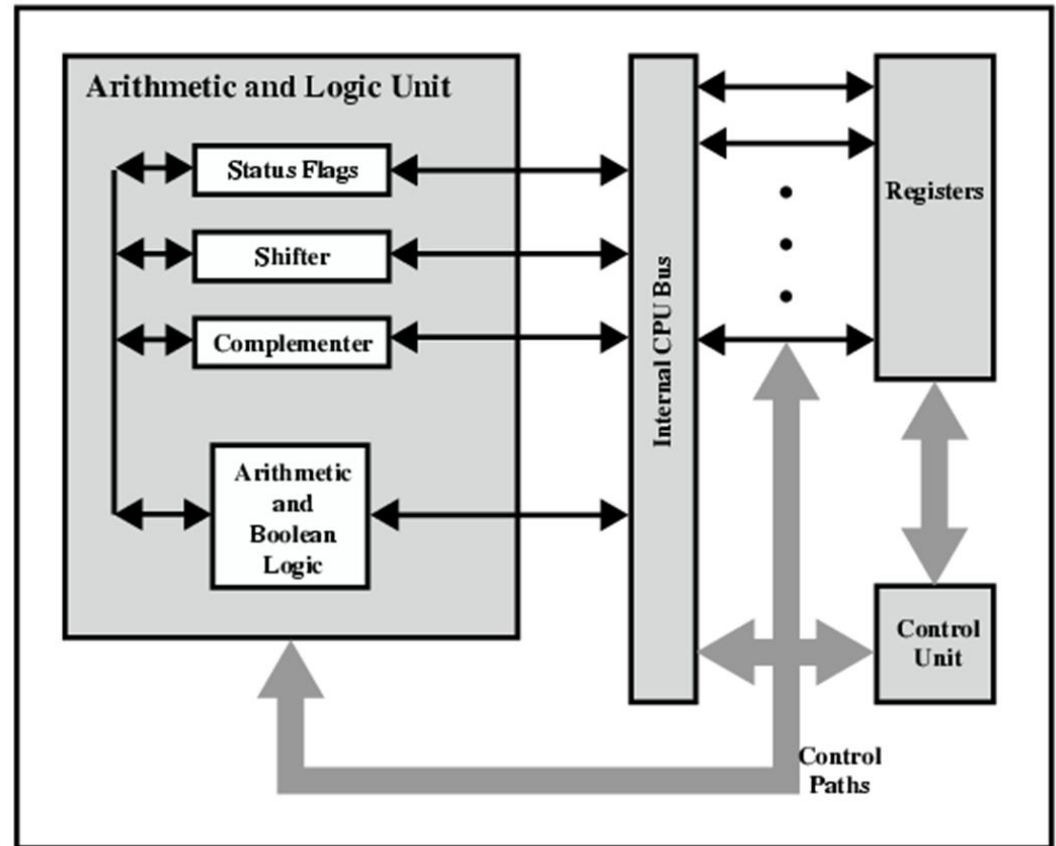 Arithmetic and Logic Unit
Status Flags
Shifter
Complementer
Arithmetic
and
Boolean
Logic
Internal CPU Bus
Registers
Control
Unit
Control
Paths